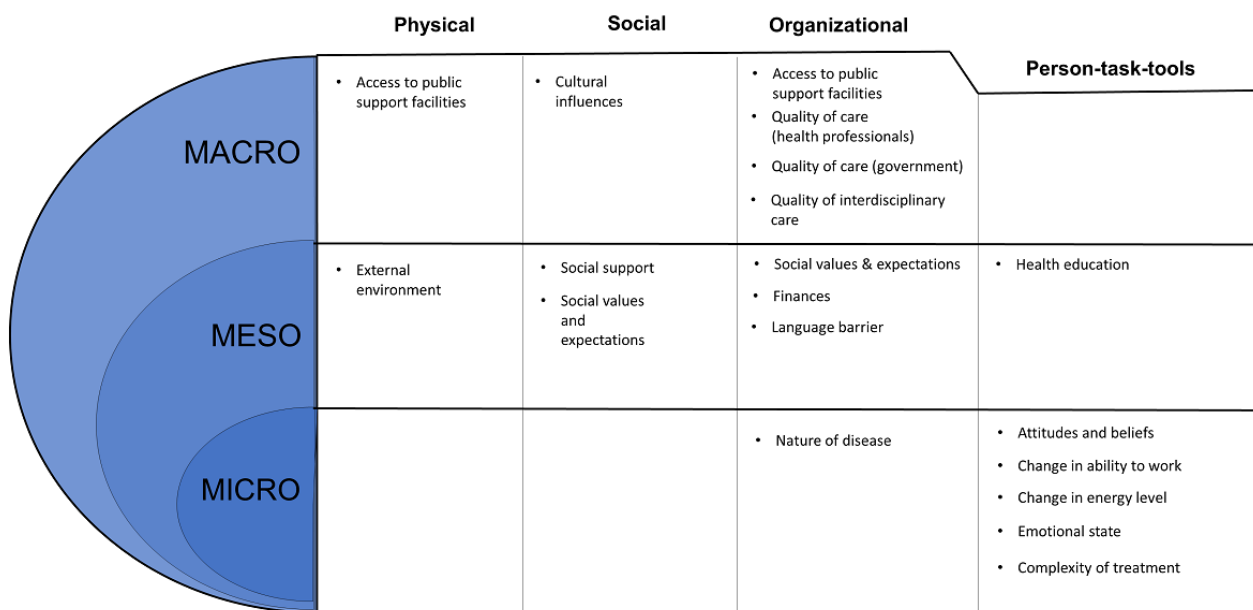 Physical
Social
Organizational
Person-task-tools
MACRO
• Access to public
support facilities
• Cultural
influences
• Access to public
support facilities
• Quality of care
(health professionals)
• Quality of care (government)
• Quality of interdisciplinary
care
MESO
• External
environment
• Social support
• Social values
and
expectations
• Social values & expectations
• Finances
• Language barrier
• Health education
MICRO
• Nature of disease
• Attitudes and beliefs
• Change in ability to work
• Change in energy level
• Emotional state
• Complexity of treatment